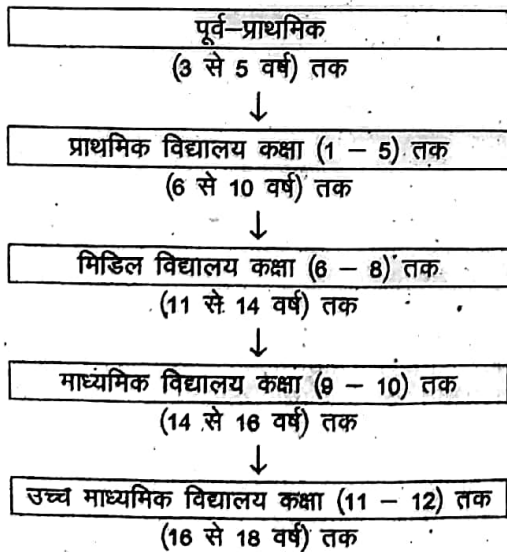 पूर्व–प्राथमिक
(3 से 5 वर्ष) तक
↓
प्राथमिक विद्यालय कक्षा (1 – 5) तक
(6 से 10 वर्ष) तक
↓
मिडिल विद्यालय कक्षा (6 – 8) तक
(11 से 14 वर्ष) तक
↓
माध्यमिक विद्यालय कक्षा (9 – 10) तक
(14 से 16 वर्ष) तक
↓
उच्च माध्यमिक विद्यालय कक्षा (11 – 12) तक
(16 से 18 वर्ष) तक